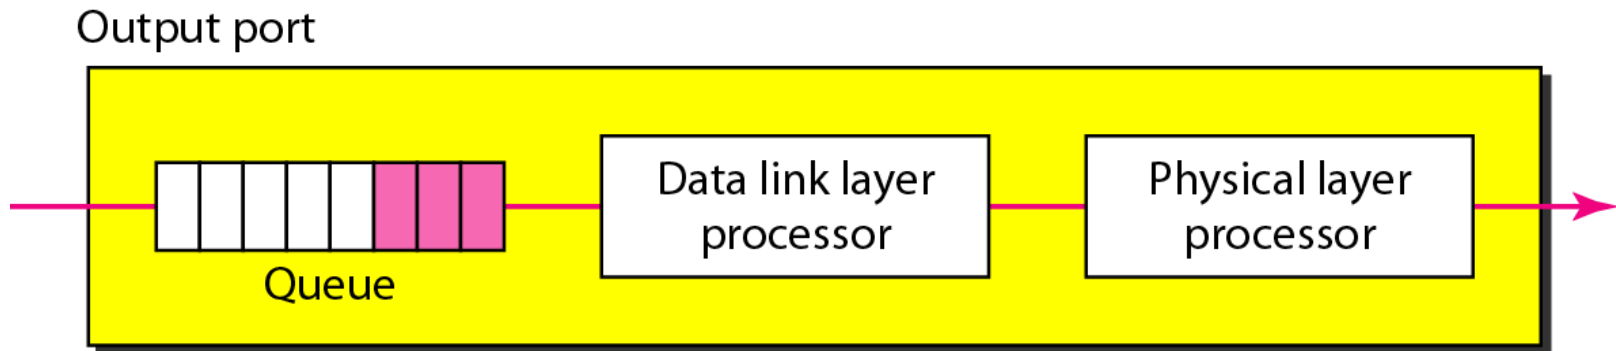 Output port
Data link layer
processor
Physical layer
processor
Queue